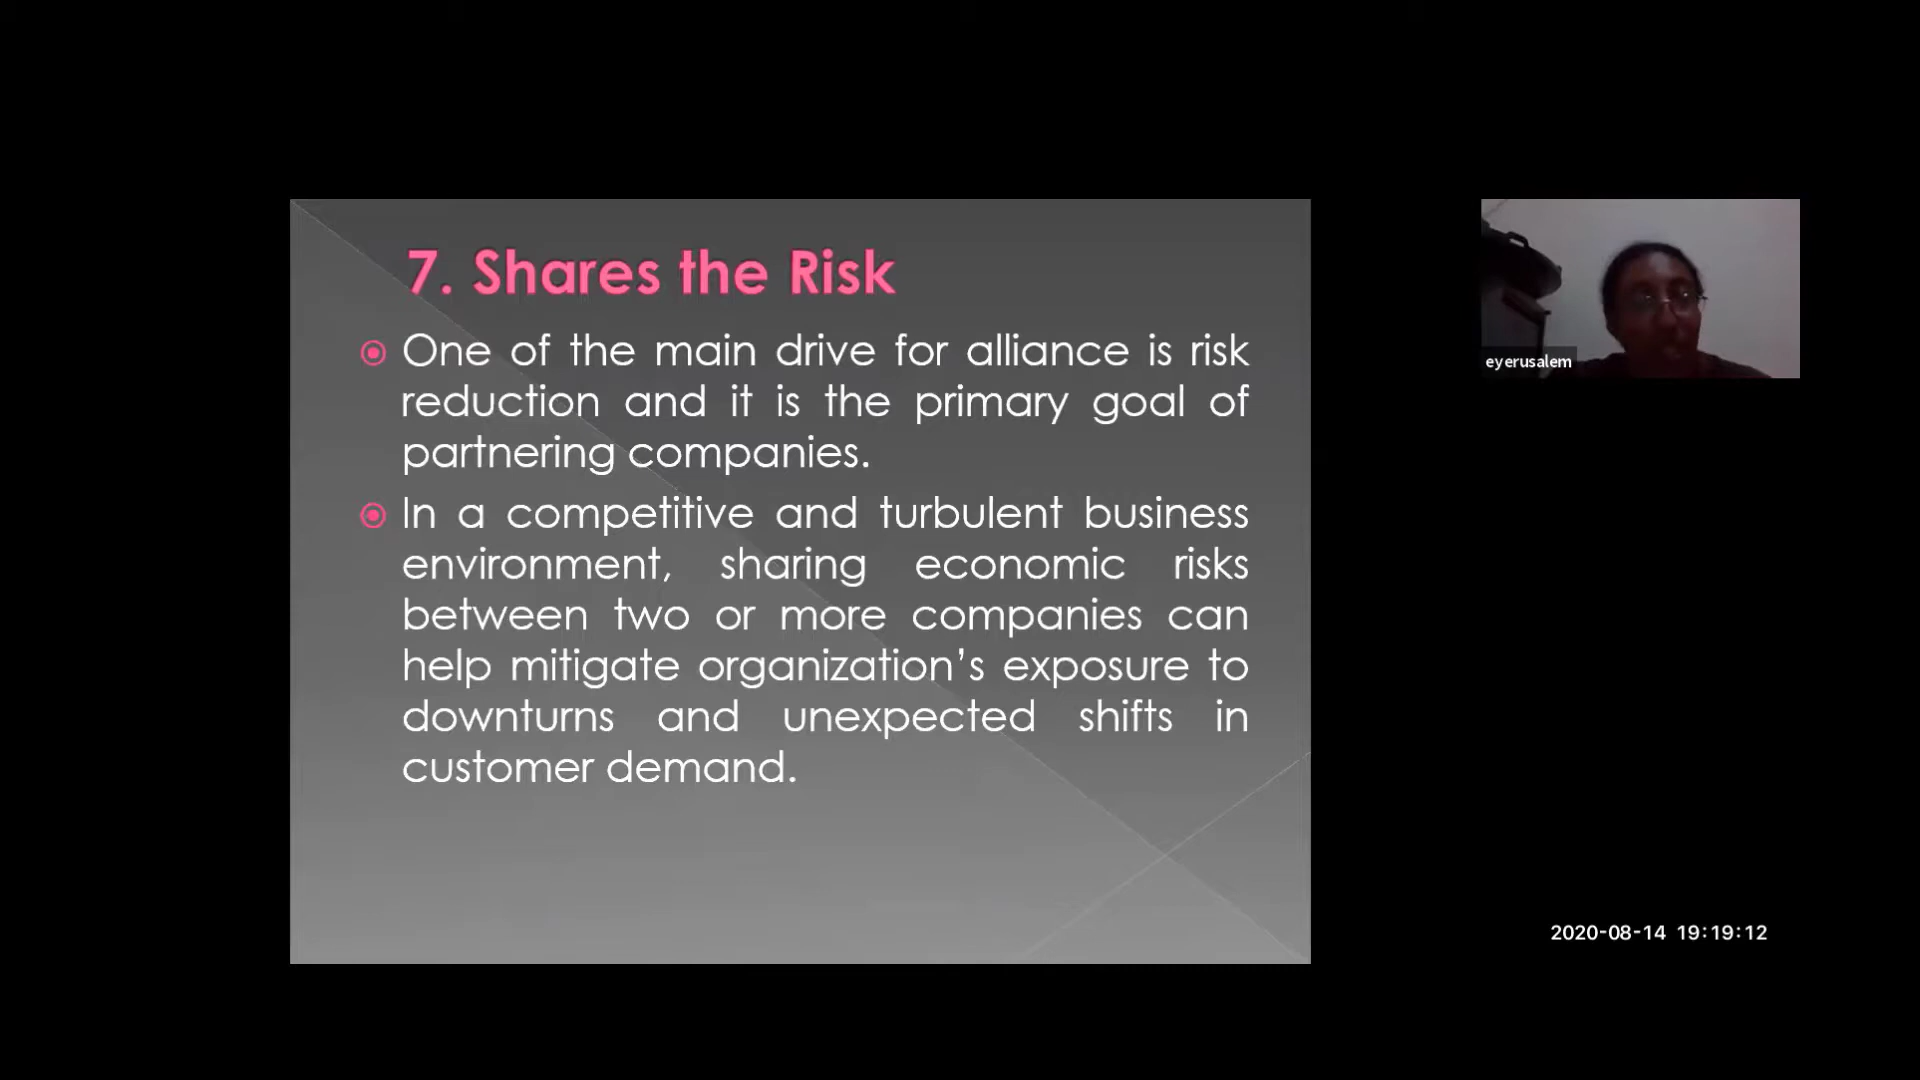 7. Shares the Risk
One of the main drive for alliance is risk
reduction and it is the primary goal of
partnering companies.
In a competitive and turbulent business
environment, sharing economic risks
between two or more companies can
help mitigate organization’s exposure to
downturns and unexpected shifts in
customer demand.
eyerusalem
2020-08-14 19:19:12